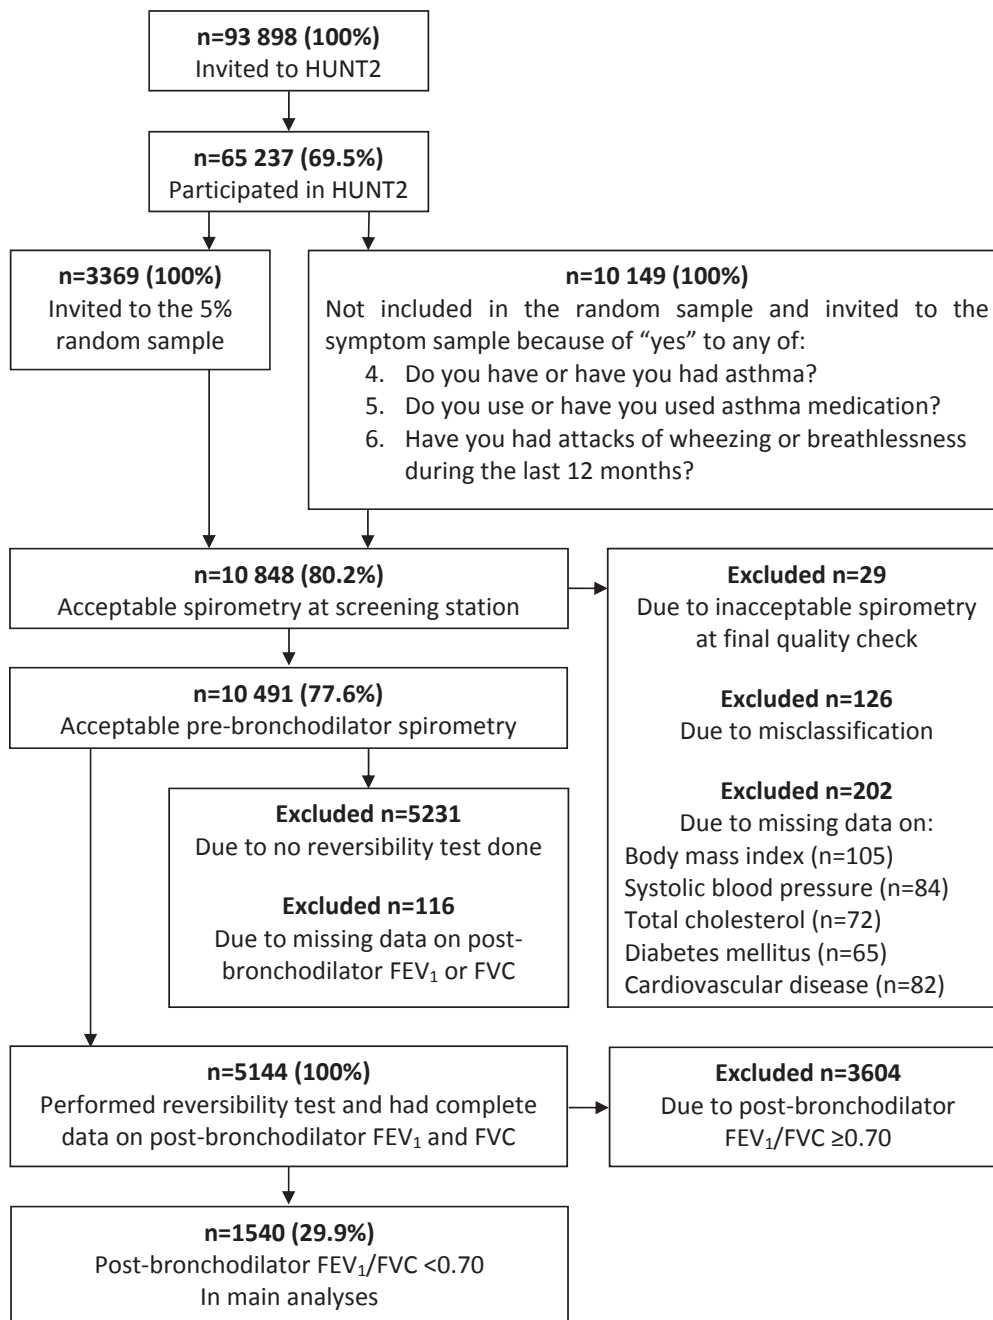 n=93 898 (100%)
Invited to HUNT2
n=65 237 (69.5%)
Participated in HUNT2
n=3369 (100%)
Invited to the 5%
random sample
n=10 149 (100%)
Not included in the random sample and invited to the
symptom sample because of “yes” to any of:
4. Do you have or have you had asthma?
5. Do you use or have you used asthma medication?
6. Have you had attacks of wheezing or breathlessness
during the last 12 months?
n=10 848 (80.2%)
Acceptable spirometry at screening station
Excluded n=29
Due to inacceptable spirometry
at final quality check
Excluded n=126
Due to misclassification
Excluded n=202
Due to missing data on:
Body mass index (n=105)
Systolic blood pressure (n=84)
Total cholesterol (n=72)
Diabetes mellitus (n=65)
Cardiovascular disease (n=82)
n=10 491 (77.6%)
Acceptable pre-bronchodilator spirometry
Excluded n=5231
Due to no reversibility test done
Excluded n=116
Due to missing data on post-
bronchodilator FEV₁ or FVC
n=5144 (100%)
Performed reversibility test and had complete
data on post-bronchodilator FEV₁ and FVC
Excluded n=3604
Due to post-bronchodilator
FEV₁/FVC ≥0.70
n=1540 (29.9%)
Post-bronchodilator FEV₁/FVC <0.70
In main analyses